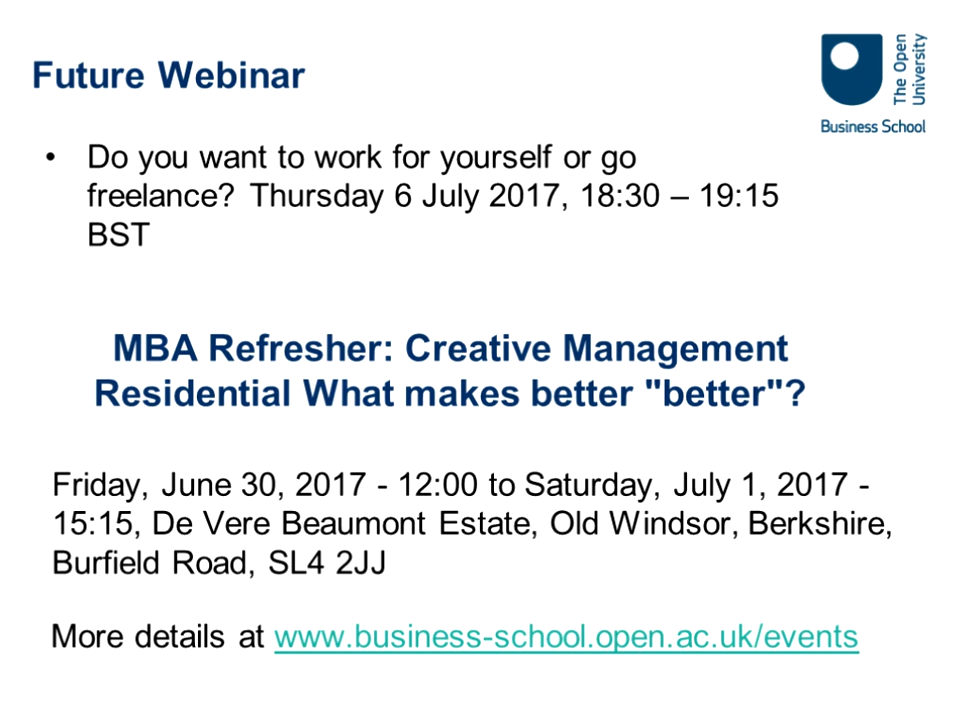 Future Webinar
The Open
University
Business School
• Do you want to work for yourself or go
freelance? Thursday 6 July 2017, 18:30 – 19:15
BST
MBA Refresher: Creative Management
Residential What makes better "better"?
Friday, June 30, 2017 - 12:00 to Saturday, July 1, 2017 -
15:15, De Vere Beaumont Estate, Old Windsor, Berkshire,
Burfield Road, SL4 2JJ
More details at www.business-school.open.ac.uk/events